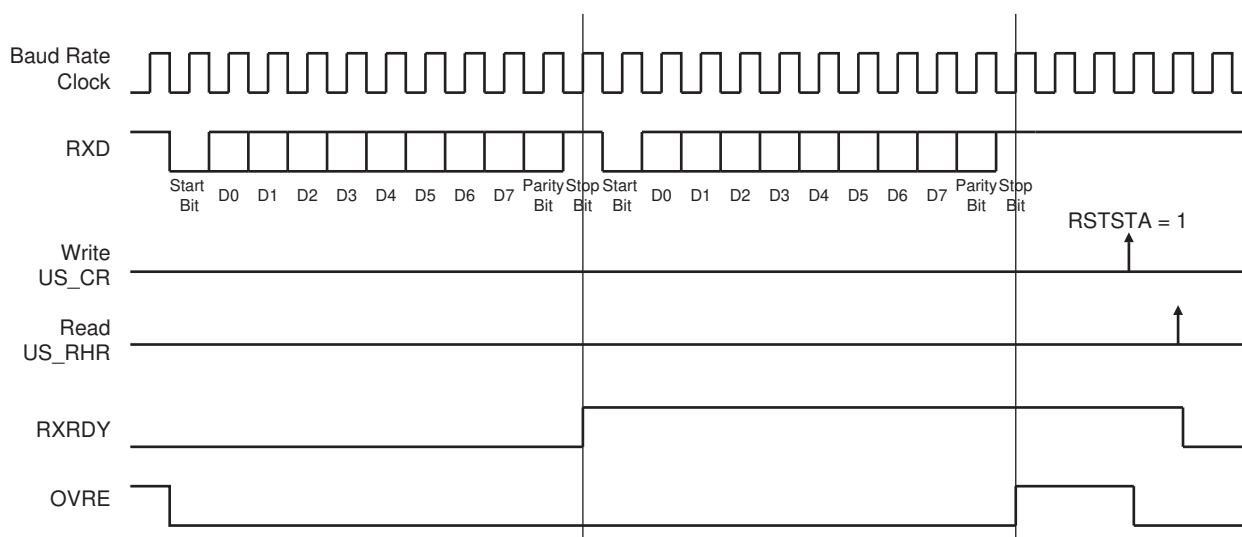 Baud Rate
Clock
RXD
Start
Bit
D0
D1
D2
D3
D4
D5
D6
D7
Parity
Bit
Stop
Bit
Start
Bit
D0
D1
D2
D3
D4
D5
D6
D7
Parity
Bit
Stop
Bit
RSTSTA = 1
Write
US_CR
Read
US_RHR
RXRDY
OVRE